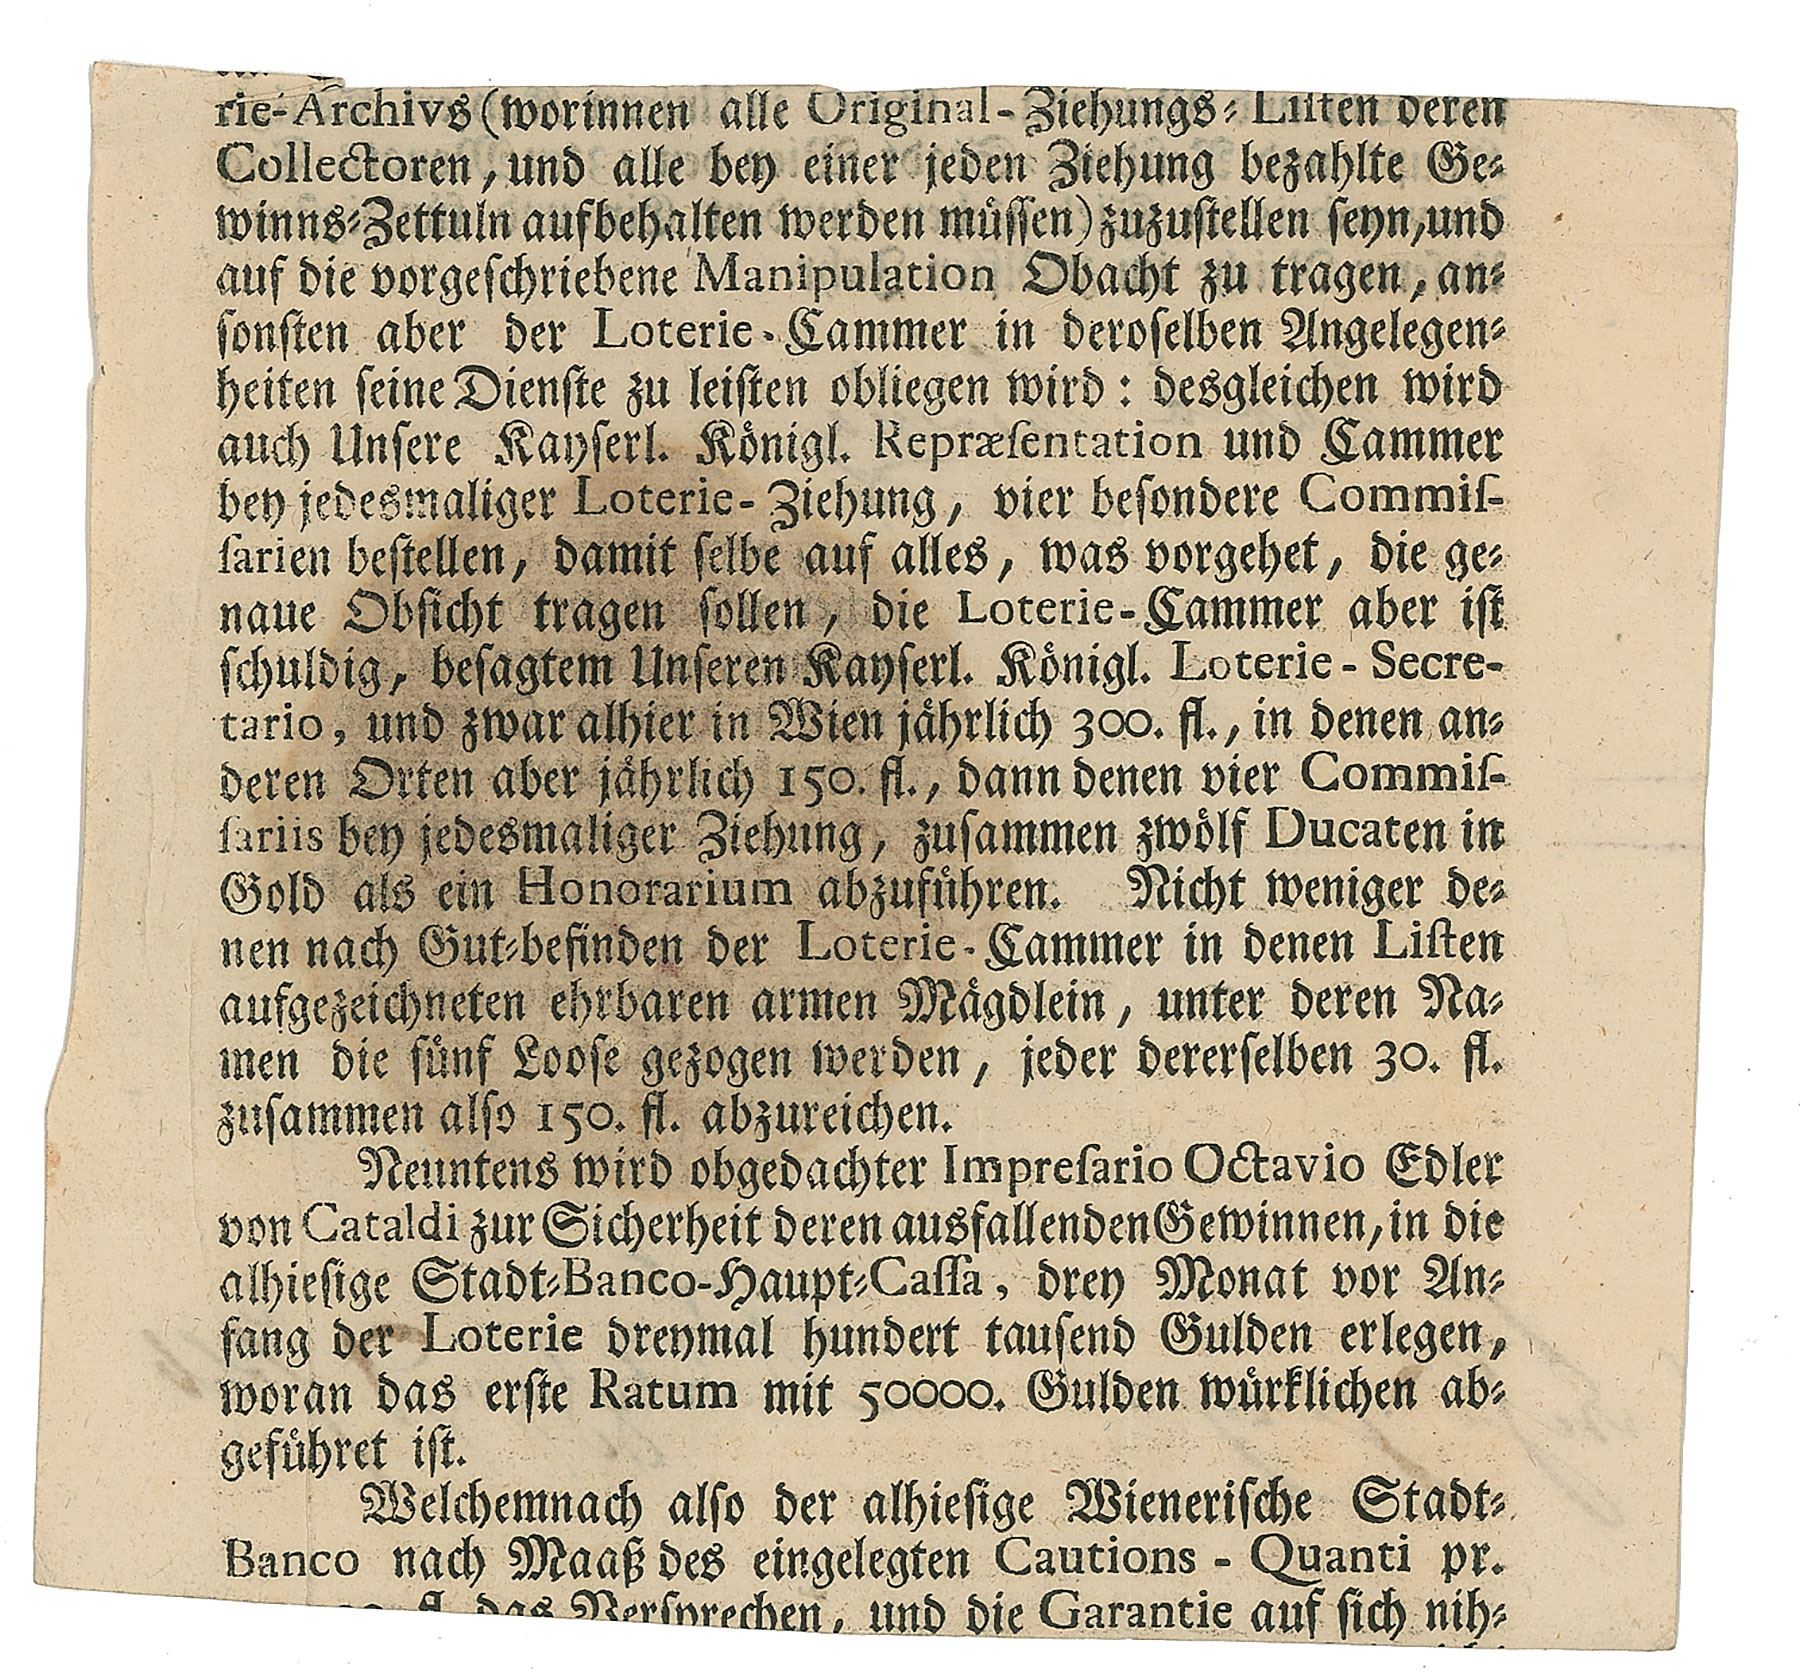 rie-Archivs (worinnen alle Original-Ziehungs-Liſten deren
Collectoren, und alle bey einer jeden Ziehung bezahlte Ge-
winns-Zettuln aufbehalten werden müſſen) zuzuſtellen ſeyn, und
auf die vorgeſchriebene Manipulation Obacht zu tragen, an-
ſonſten aber der Loterie-Cammer in deroſelben Angelegen-
heiten ſeine Dienſte zu leiſten obliegen wird: desgleichen wird
auch Unſere Kayſerl. Königl. Repræſentation und Cammer
bey jedesmaliger Loterie-Ziehung, vier beſondere Commiſ-
ſarien beſtellen, damit ſelbe auf alles, was vorgehet, die ge-
naue Obſicht tragen ſollen, die Loterie-Cammer aber iſt
ſchuldig, beſagtem Unſeren Kayſerl. Königl. Loterie-Secre-
tario, und zwar alhier in Wien jährlich 300. fl., in denen an-
deren Orten aber jährlich 150. fl., dann denen vier Commiſ-
ſariis bey jedesmaliger Ziehung, zuſammen zwölf Ducaten in
Gold als ein Honorarium abzuführen. Nicht weniger de-
nen nach Gut-befinden der Loterie-Cammer in denen Liſten
aufgezeichneten ehrbaren armen Mägdlein, unter deren Na-
men die fünf Looſe gezogen werden, jeder dererſelben 30. fl.
zuſammen alſo 150. fl. abzureichen.
Neuntens wird obgedachter Impreſario Octavio Edler
von Cataldi zur Sicherheit deren ausfallenden Gewinnen, in die
alhieſige Stadt-Banco-Haupt-Caſſa, drey Monat vor An-
fang der Loterie dreymal hundert tauſend Gulden erlegen,
woran das erſte Ratum mit 50000. Gulden würklichen ab-
geführet iſt.
Welchemnach alſo der alhieſige Wieneriſche Stadt-
Banco nach Maaß des eingelegten Cautions-Quanti pr.
fl. das Verſprechen, und die Garantie auf ſich nih-